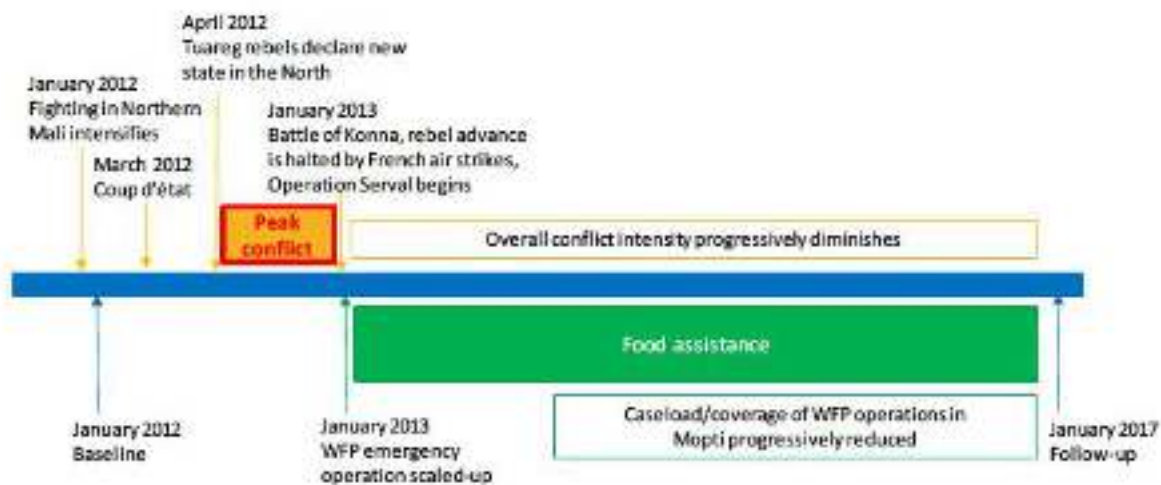 April 2012
Tuareg rebels declare new
state in the North
January 2012
Fighting in Northern
Mali intensifies
January 2013
Battle of Konna, rebel advance
is halted by French air strikes,
Operation Serval begins
March 2012
Coup d'état
Peak
conflict
Overall conflict intensity progressively diminishes
Food assistance
Caseload/coverage of WFP operations in
Mopti progressively reduced
January 2012
Baseline
January 2013
WFP emergency
operation scaled-up
January 2017
Follow-up